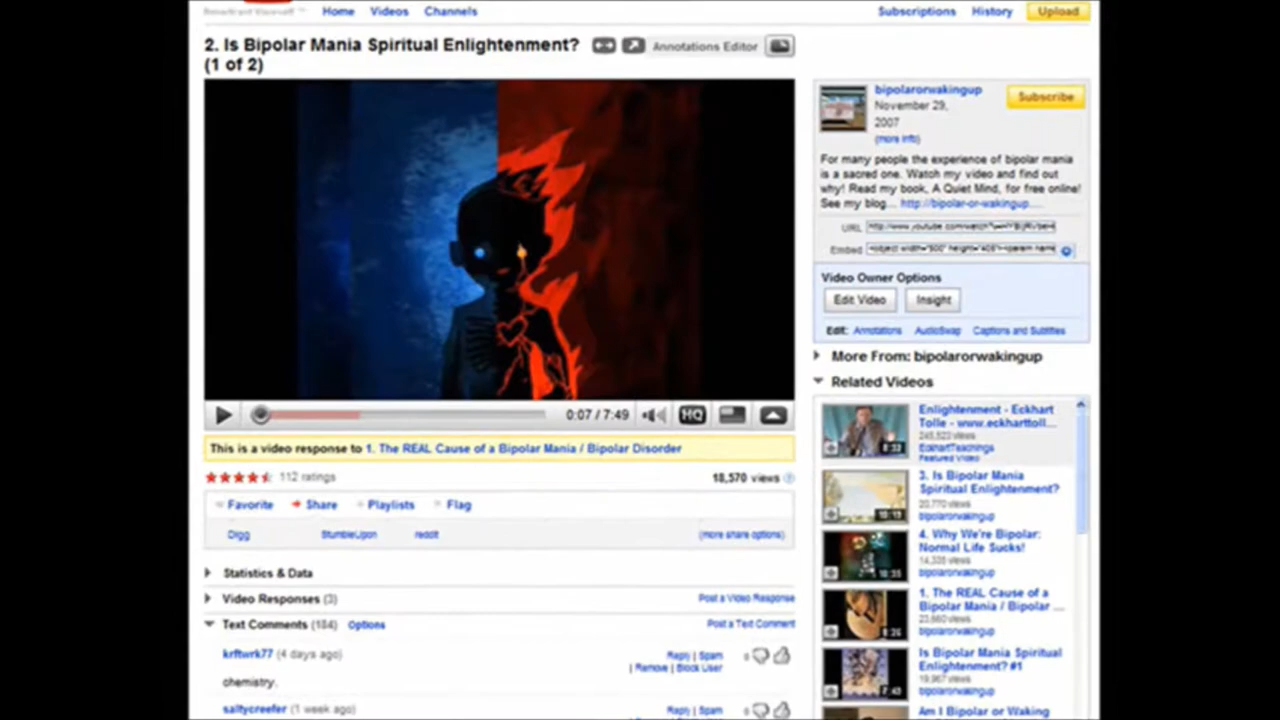 Home Videos Channels
Subscriptions History Upload
2. Is Bipolar Mania Spiritual Enlightenment?
(1 of 2)
Annotations Editor
0:07 / 7:49 HQ
This is a video response to 1. The REAL Cause of a Bipolar Mania / Bipolar Disorder
112 ratings
18,570 views
Favorite Share Playlists Flag
Digg StumbleUpon reddit (more share options)
Statistics & Data
Video Responses (3) Post a Video Response
Text Comments (184) Options Post a Text Comment
krftwrk77 (4 days ago)
Reply | Spam
| Remove | Block User
0
chemistry.
saltycreefer (1 week ago)
Reply | Spam
0
bipolarorwakingup
Subscribe
November 29,
2007
(more info)
For many people the experience of bipolar mania
is a sacred one. Watch my video and find out
why! Read my book, A Quiet Mind, for free online!
See my blog... http://bipolar-or-wakingup....
URL
Embed
Video Owner Options
Edit Video Insight
Edit: Annotations AudioSwap Captions and Subtitles
More From: bipolarorwakingup
Related Videos
Enlightenment - Eckhart
Tolle - www.eckharttoll...
EckhartTeachings
Featured Video
3. Is Bipolar Mania
Spiritual Enlightenment?
20,770 views
bipolarorwakingup
4. Why We're Bipolar:
Normal Life Sucks!
bipolarorwakingup
1. The REAL Cause of a
Bipolar Mania / Bipolar ...
bipolarorwakingup
Is Bipolar Mania Spiritual
Enlightenment? #1
bipolarorwakingup
Am I Bipolar or Waking